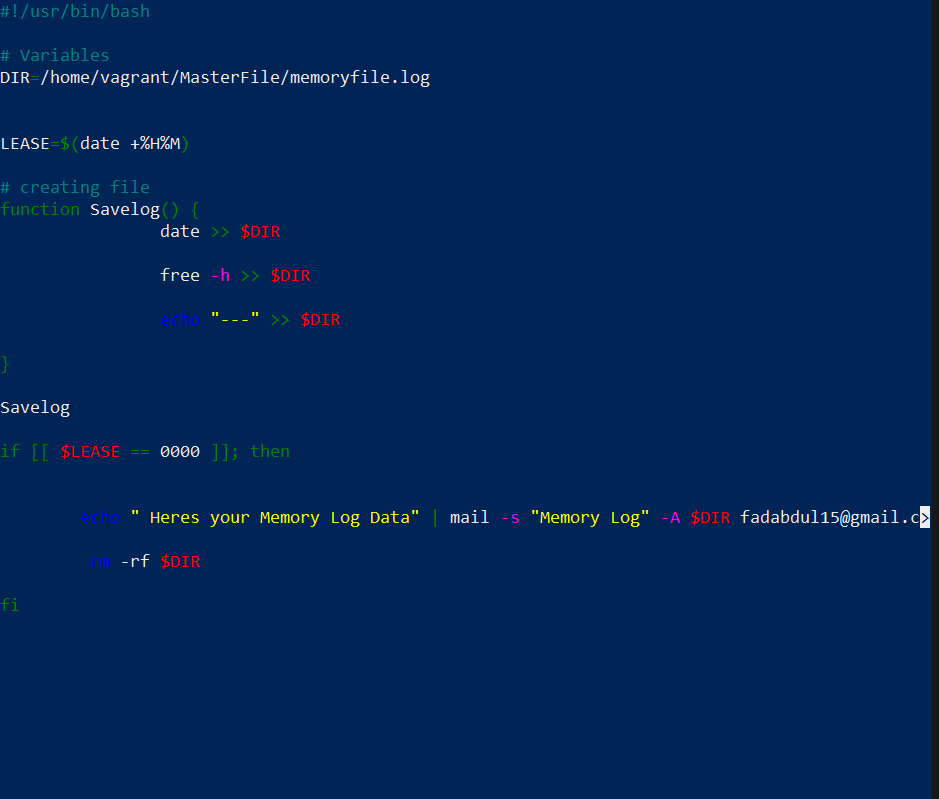 #!/usr/bin/bash
# Variables
DIR=/home/vagrant/MasterFile/memoryfile.log
LEASE=$(date +%H%M)
# creating file
function Savelog() {
date >> $DIR
free -h >> $DIR
echo "---" >> $DIR
}
Savelog
if [[ $LEASE == 0000 ]]; then
echo " Heres your Memory Log Data" | mail -s "Memory Log" -A $DIR fadabdul15@gmail.c>
rm -rf $DIR
fi